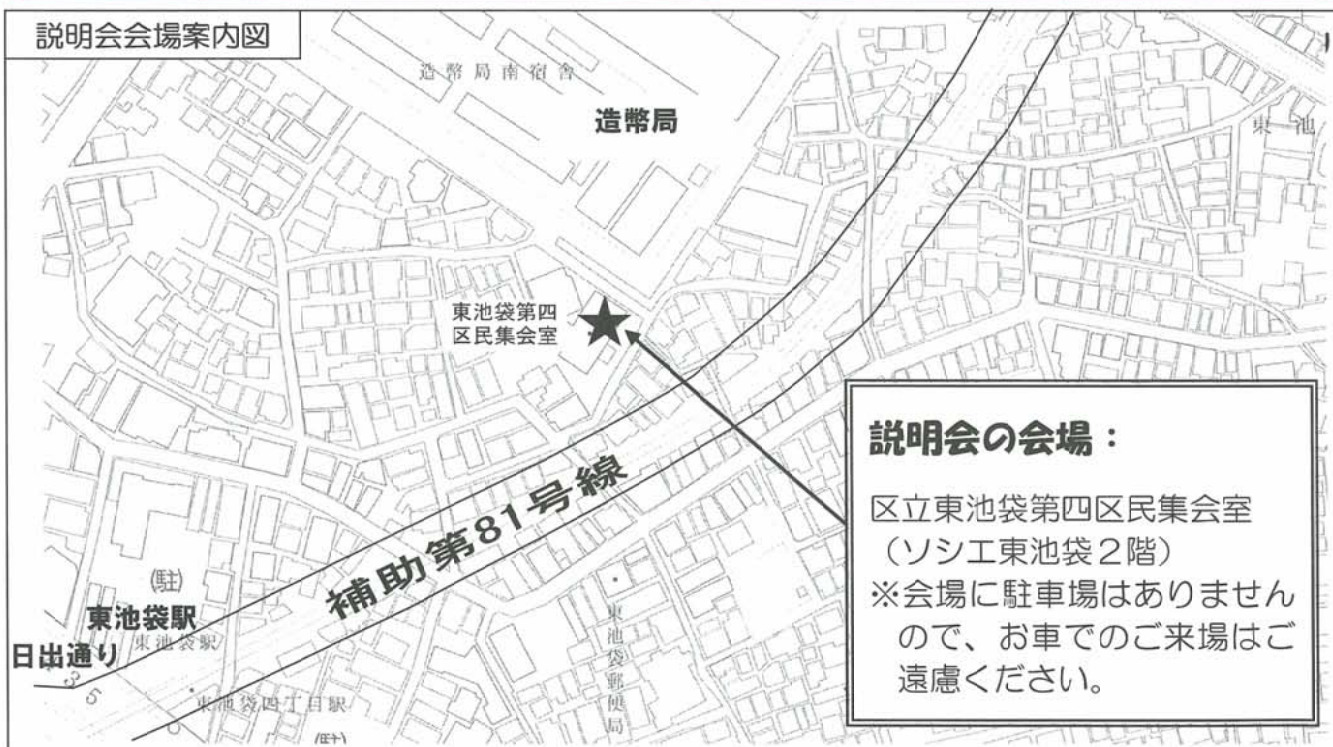 説明会会場案内図
造幣局南宿舎
造幣局
東池
東池袋第四
区民集会室
説明会の会場：
区立東池袋第四区民集会室
（ソシエ東池袋２階）
※会場に駐車場はありません
ので、お車でのご来場はご
遠慮ください。
補助第81号線
(駐)
東池袋駅
東池袋駅
日出通り
35
東池袋四丁目駅
(駐)
東池袋郵便局